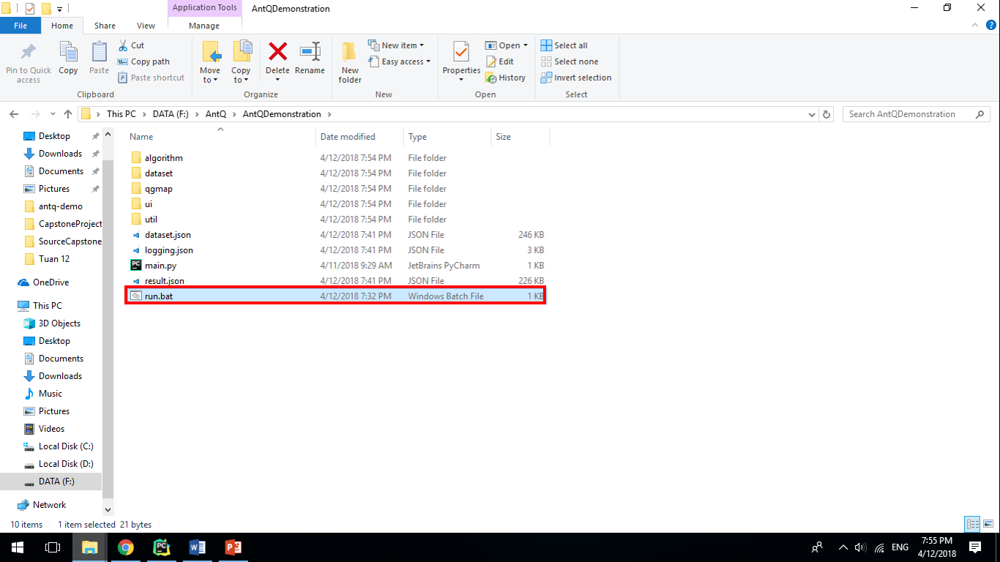 Application Tools AntQDemonstration
File Home Share View Manage
Pin to Quick access
Copy
Paste
Cut
Copy path
Paste shortcut
Clipboard
Move to
Copy to
Delete
Rename
Organize
New folder
New item
Easy access
New
Properties
Open
Edit
History
Open
Select all
Select none
Invert selection
Select
This PC DATA (F:) AntQ AntQDemonstration
Search AntQDemonstration
Desktop
Downloads
Documents
Pictures
antq-demo
CapstoneProject
SourceCapstone
Tuan 12
OneDrive
This PC
3D Objects
Desktop
Documents
Downloads
Music
Pictures
Videos
Local Disk (C:)
Local Disk (D:)
DATA (F:)
Network
Name Date modified Type Size
algorithm 4/12/2018 7:54 PM File folder
dataset 4/12/2018 7:54 PM File folder
qgmap 4/12/2018 7:54 PM File folder
ui 4/12/2018 7:54 PM File folder
util 4/12/2018 7:54 PM File folder
dataset.json 4/12/2018 7:41 PM JSON File 246 KB
logging.json 4/12/2018 7:41 PM JSON File 3 KB
main.py 4/11/2018 9:29 AM JetBrains PyCharm 1 KB
result.json 4/12/2018 7:41 PM JSON File 226 KB
run.bat 4/12/2018 7:32 PM Windows Batch File 1 KB
10 items 1 item selected 21 bytes
ENG
7:55 PM
4/12/2018